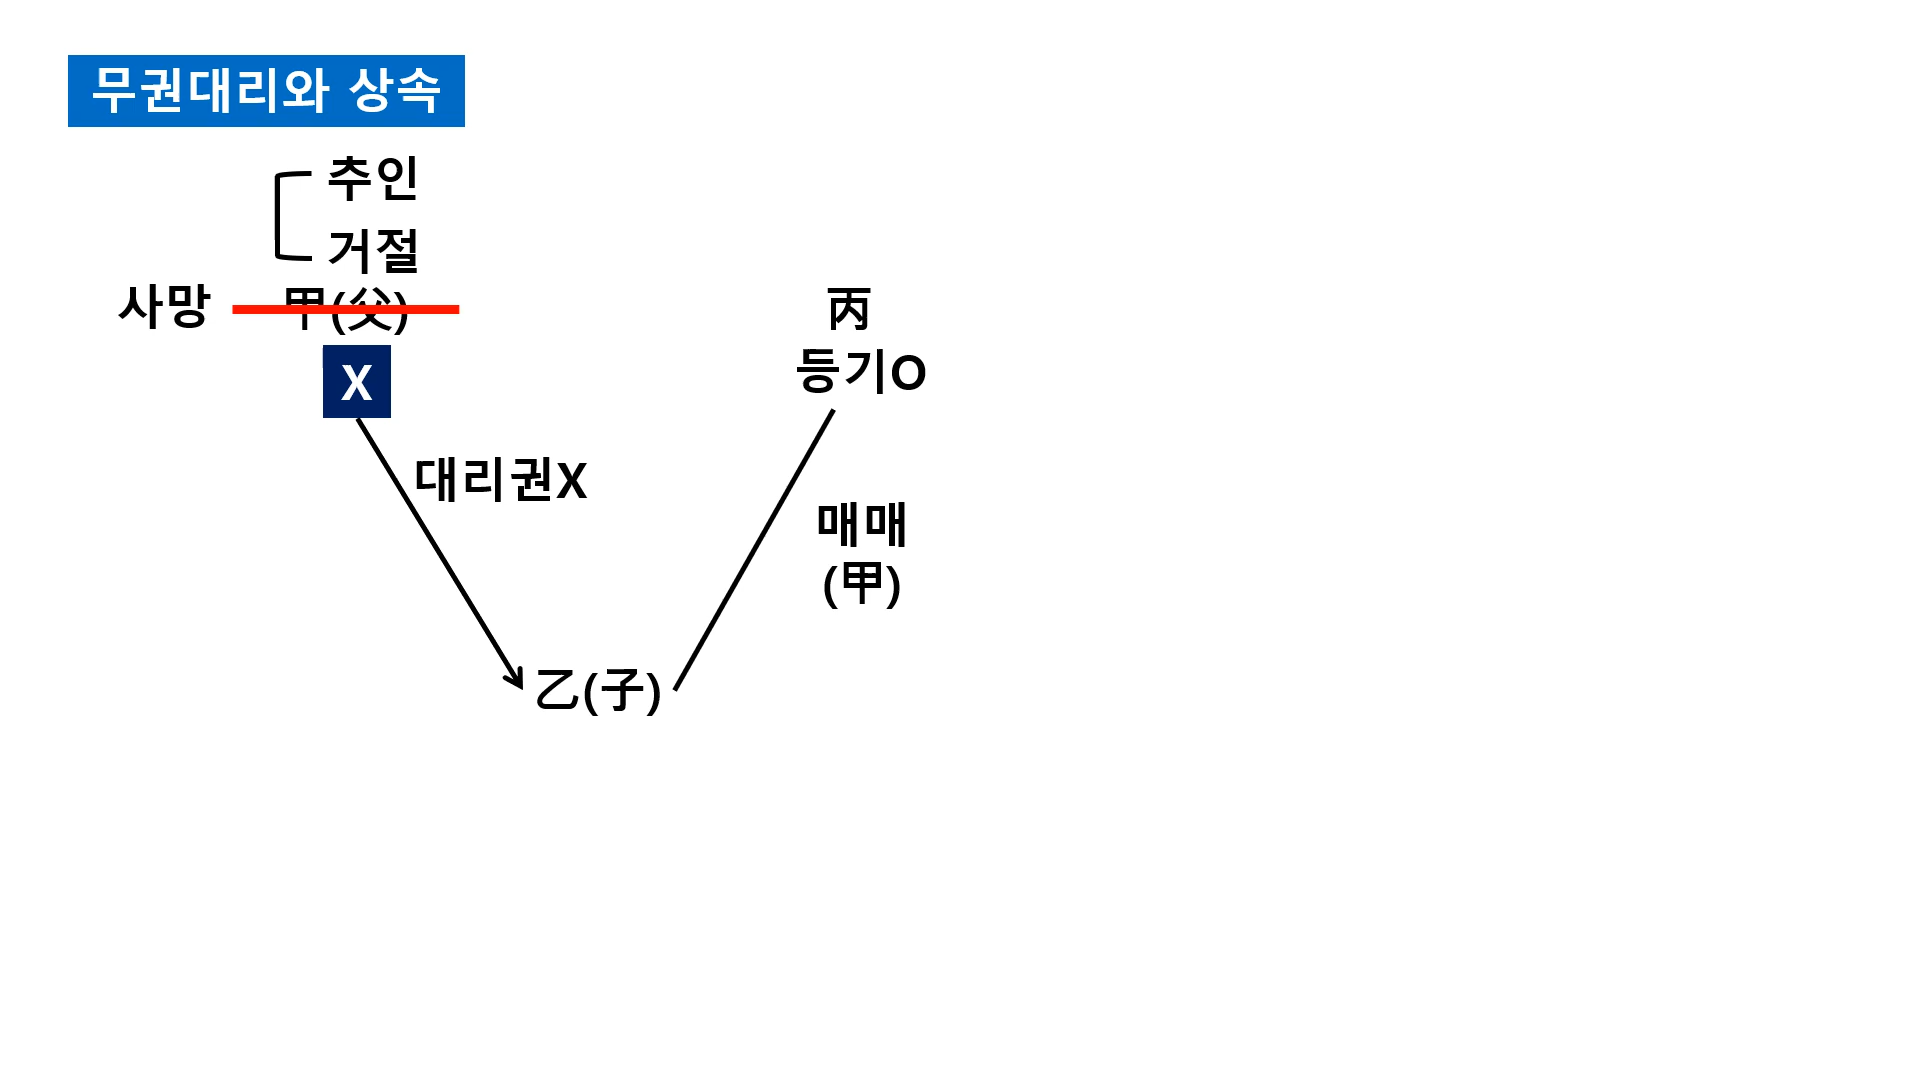 무권대리와 상속
추인
거절
사망
甲(父)
丙
등기O
X
대리권X
매매
(甲)
乙(子)